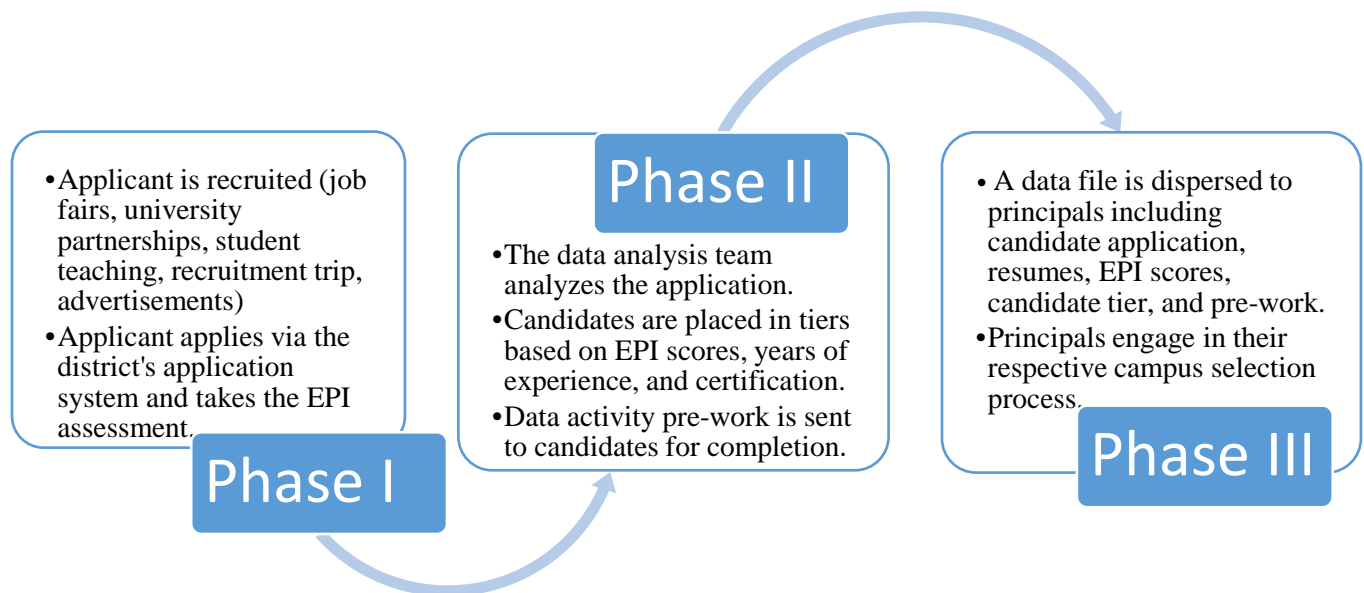 •Applicant is recruited (job
fairs, university
partnerships, student
teaching, recruitment trip,
advertisements)
•Applicant applies via the
district's application
system and takes the EPI
assessment.
Phase I
Phase II
•The data analysis team
analyzes the application.
•Candidates are placed in tiers
based on EPI scores, years of
experience, and certification.
•Data activity pre-work is sent
to candidates for completion.
• A data file is dispersed to
principals including
candidate application,
resumes, EPI scores,
candidate tier, and pre-work.
•Principals engage in their
respective campus selection
process.
Phase III